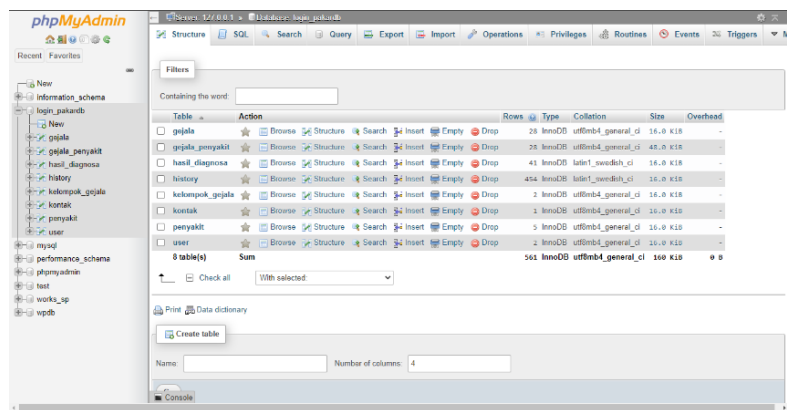 phpMyAdmin
Recent Favorites
New
information_schema
login_pakardb
New
gejala
gejala_penyakit
hasil_diagnosa
history
kelompok_gejala
kontak
penyakit
user
mysql
performance_schema
phpmyadmin
test
works_sp
wpdb
Server: 127.0.0.1 » Database: login_pakardb
Structure SQL Search Query Export Import Operations Privileges Routines Events Triggers
Filters
Containing the word:
Table Action Rows Type Collation Size Overhead
gejala Browse Structure Search Insert Empty Drop 28 InnoDB utf8mb4_general_ci 16.0 KiB -
gejala_penyakit Browse Structure Search Insert Empty Drop 28 InnoDB utf8mb4_general_ci 48.0 KiB -
hasil_diagnosa Browse Structure Search Insert Empty Drop 41 InnoDB latin1_swedish_ci 16.0 KiB -
history Browse Structure Search Insert Empty Drop 454 InnoDB latin1_swedish_ci 16.0 KiB -
kelompok_gejala Browse Structure Search Insert Empty Drop 2 InnoDB utf8mb4_general_ci 16.0 KiB -
kontak Browse Structure Search Insert Empty Drop 1 InnoDB utf8mb4_general_ci 16.0 KiB -
penyakit Browse Structure Search Insert Empty Drop 5 InnoDB utf8mb4_general_ci 16.0 KiB -
user Browse Structure Search Insert Empty Drop 2 InnoDB utf8mb4_general_ci 16.0 KiB -
8 table(s) Sum 561 InnoDB utf8mb4_general_ci 160 KiB 0 B
Check all With selected:
Print Data dictionary
Create table
Name: Number of columns: 4
Console